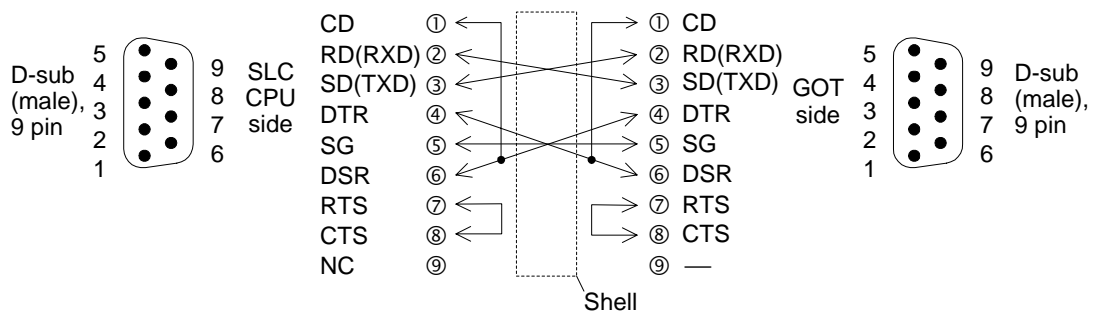 D-sub
(male),
9 pin
5
4
3
2
1
9
8
7
6
SLC
CPU
side
CD ① ① CD
RD(RXD) ② ② RD(RXD)
SD(TXD) ③ ③ SD(TXD)
DTR ④ ④ DTR
SG ⑤ ⑤ SG
DSR ⑥ ⑥ DSR
RTS ⑦ ⑦ RTS
CTS ⑧ ⑧ CTS
NC ⑨ ⑨ —
Shell
GOT
side
5
4
3
2
1
9
8
7
6
D-sub
(male),
9 pin